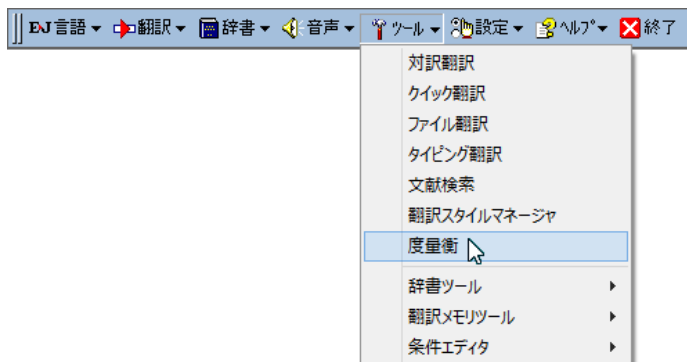 EJ 言語 翻訳 辞書 音声 ツール 設定 ヘルプ 終了
対訳翻訳
クイック翻訳
ファイル翻訳
タイピング翻訳
文献検索
翻訳スタイルマネージャ
度量衡
辞書ツール
翻訳メモリツール
条件エディタ